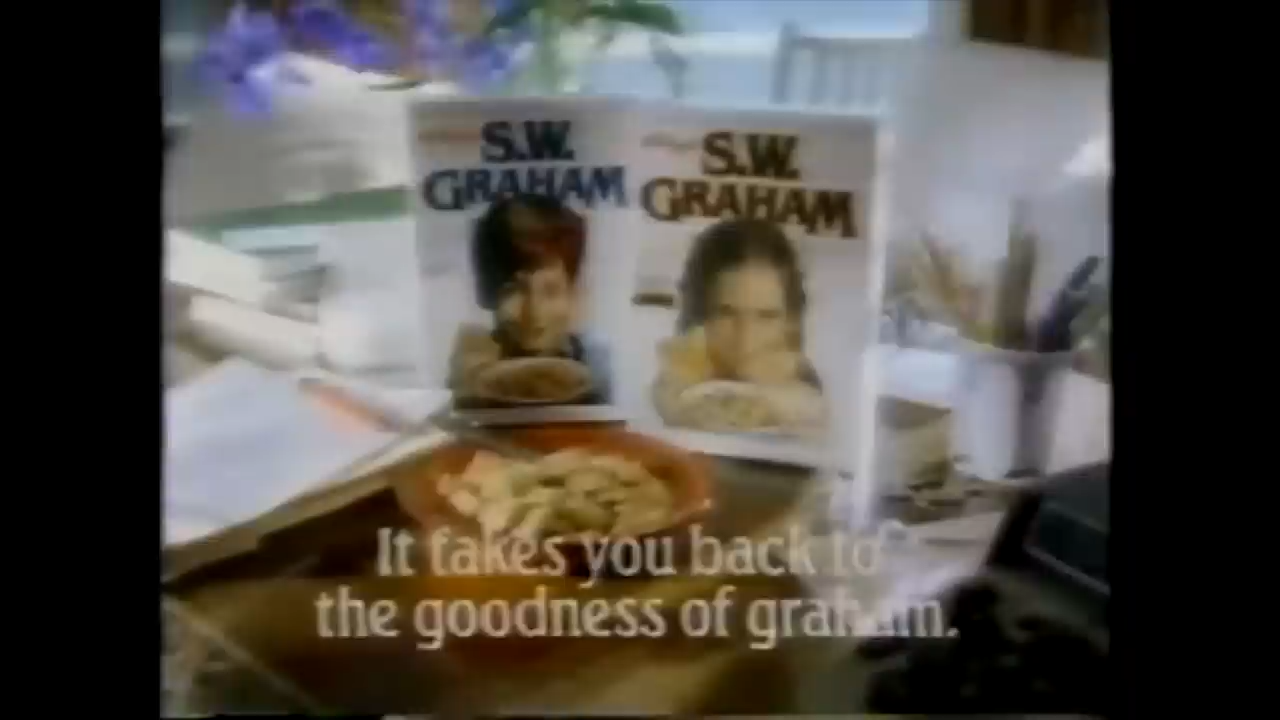 S.W.
GRAHAM
S.W.
GRAHAM
It takes you back to
the goodness of graham.